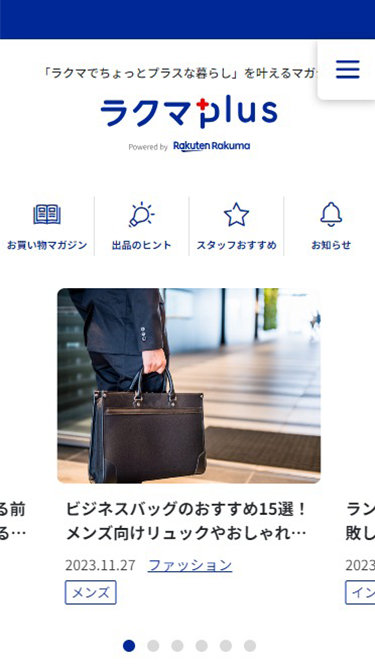 「ラクマでちょっとプラスな暮らし」を叶えるマガ
ラクマplus
Powered by Rakuten Rakuma
お買い物マガジン
出品のヒント
スタッフおすすめ
お知らせ
る前
る…
ビジネスバッグのおすすめ15選！
メンズ向けリュックやおしゃれ…
2023.11.27 ファッション
メンズ
ラン
敗し
2023
イン